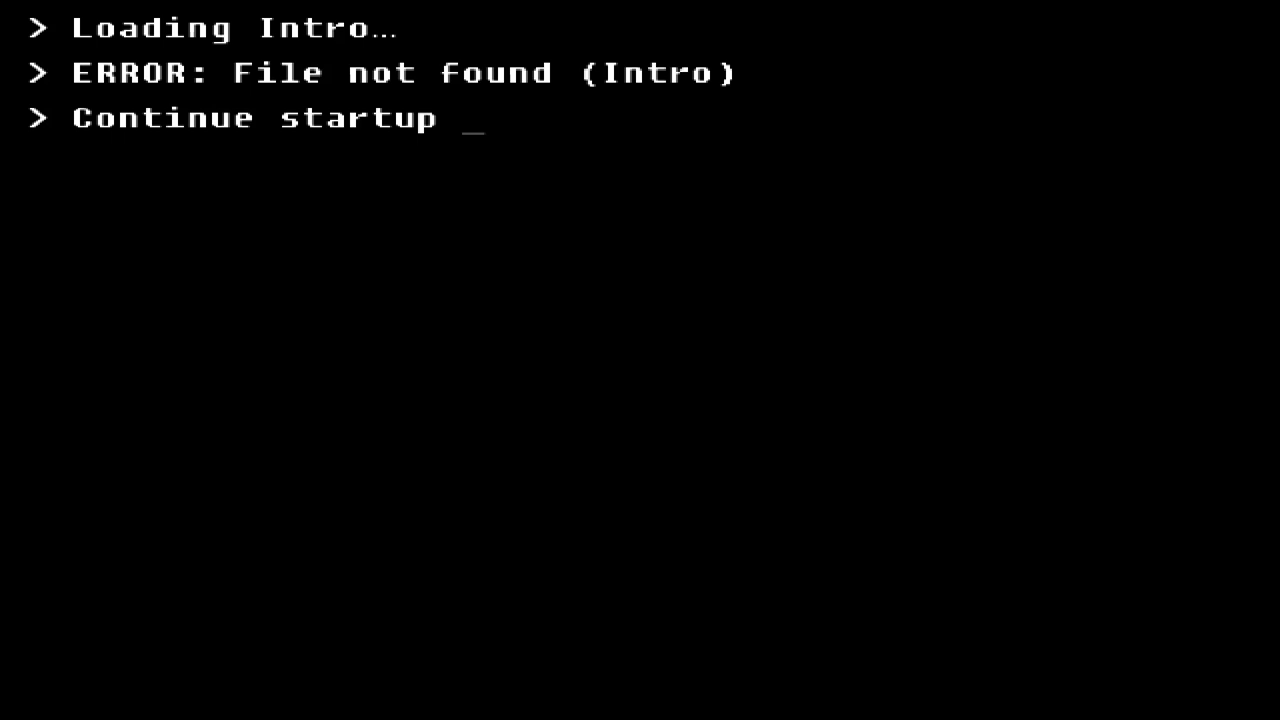 > Loading Intro…
> ERROR: File not found (Intro)
> Continue startup _